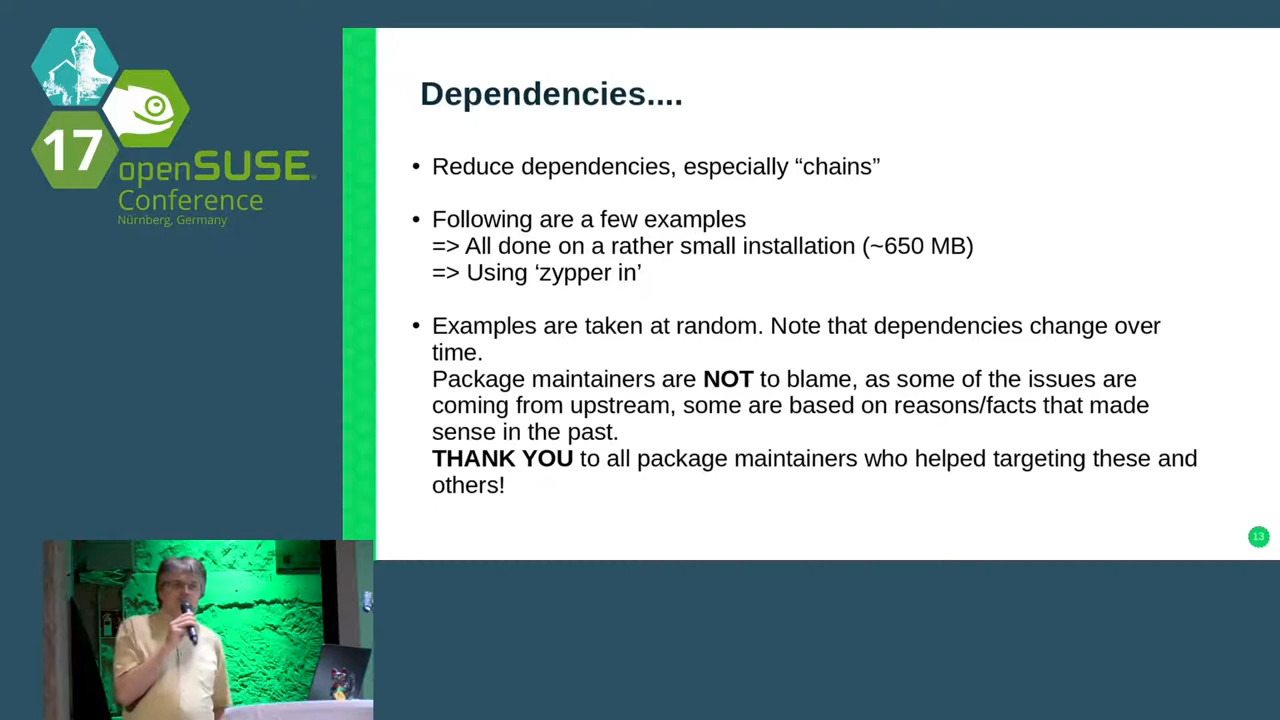 17
openSUSE
Conference
Nürnberg, Germany
Dependencies....
• Reduce dependencies, especially “chains”
• Following are a few examples
=> All done on a rather small installation (~650 MB)
=> Using ‘zypper in’
• Examples are taken at random. Note that dependencies change over
time.
Package maintainers are NOT to blame, as some of the issues are
coming from upstream, some are based on reasons/facts that made
sense in the past.
THANK YOU to all package maintainers who helped targeting these and
others!
13